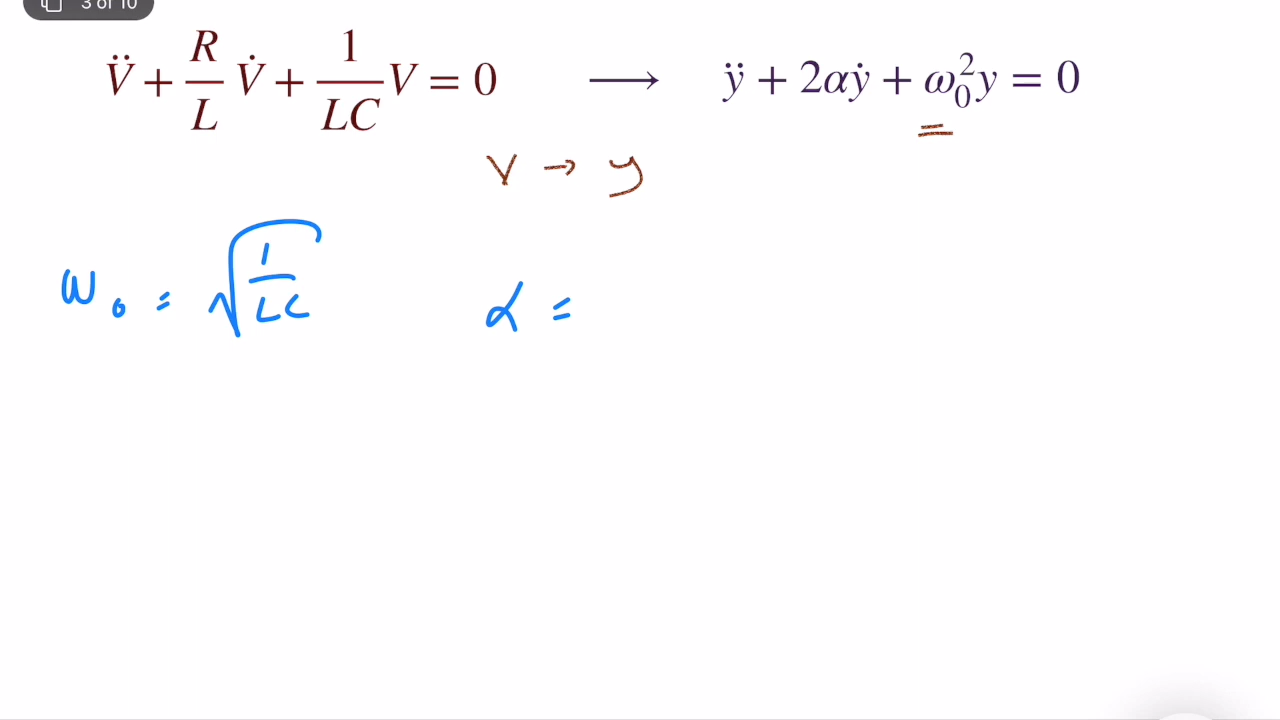 3 of 10
V̈ + R/L V̇ + 1/LC V = 0 ⟶ ÿ + 2αẏ + ω₀²y = 0
V → y
ω₀ = √(1/LC) α =